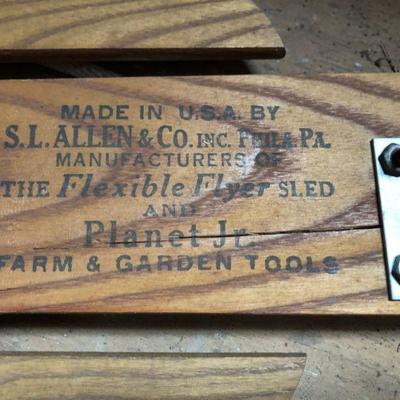 MADE IN U.S.A. BY
S.L. ALLEN & CO. INC. PHILA. PA.
MANUFACTURERS OF
THE Flexible Flyer SLED
AND
Planet Jr.
FARM & GARDEN TOOLS